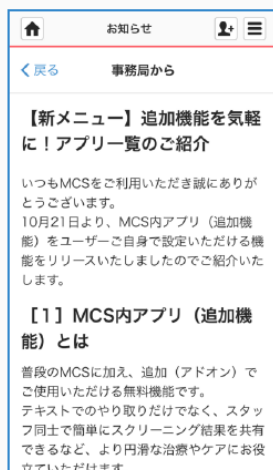 お知らせ
戻る
事務局から
【新メニュー】追加機能を気軽
に！アプリ一覧のご紹介
いつもMCSをご利用いただき誠にありが
とうございます。
10月21日より、MCS内アプリ（追加機
能）をユーザーご自身で設定いただける機
能をリリースいたしましたのでご紹介いた
します。
［1］MCS内アプリ（追加機
能）とは
普段のMCSに加え、追加（アドオン）で
ご使用いただける無料機能です。
テキストでのやり取りだけでなく、スタッ
フ同士で簡単にスクリーニング結果を共有
できるなど、より円滑な治療やケアにお役
立ていただけます